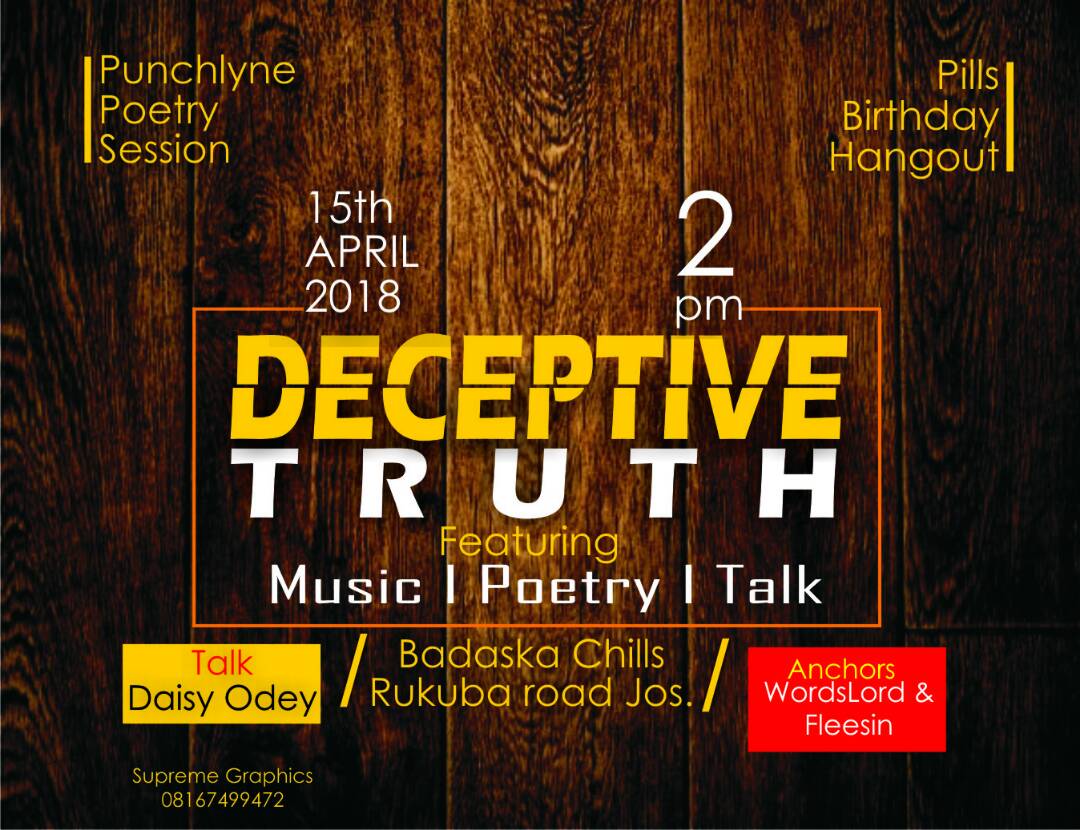 Punchlyne
Poetry
Session
Pills
Birthday
Hangout
15th
APRIL
2018
2
pm
DECEPTIVE
TRUTH
Featuring
Music | Poetry | Talk
Talk
Daisy Odey
/ Badaska Chills /
Rukuba road Jos.
Anchors
WordsLord &
Fleesin
Supreme Graphics
08167499472